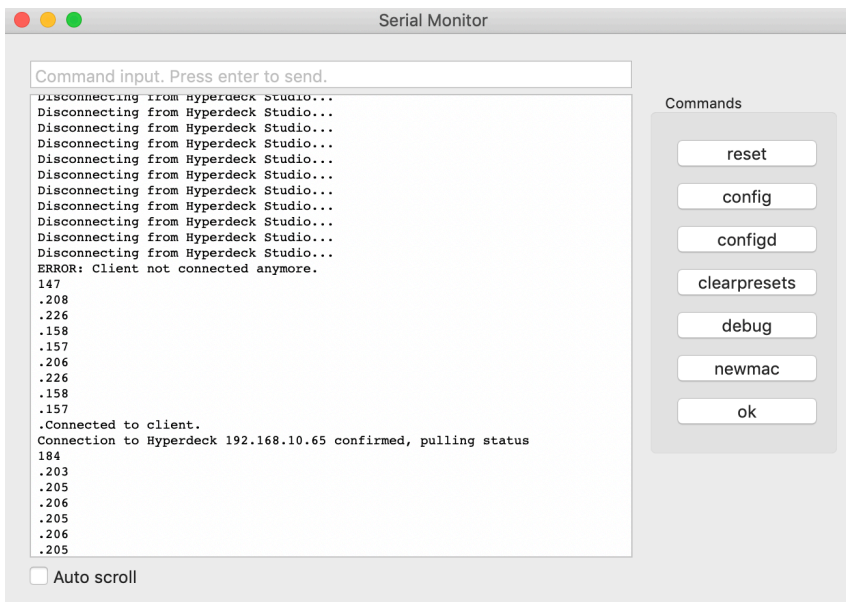 Serial Monitor
Command input. Press enter to send.
Disconnecting from Hyperdeck Studio...
Disconnecting from Hyperdeck Studio...
Disconnecting from Hyperdeck Studio...
Disconnecting from Hyperdeck Studio...
Disconnecting from Hyperdeck Studio...
Disconnecting from Hyperdeck Studio...
Disconnecting from Hyperdeck Studio...
Disconnecting from Hyperdeck Studio...
Disconnecting from Hyperdeck Studio...
Disconnecting from Hyperdeck Studio...
Disconnecting from Hyperdeck Studio...
ERROR: Client not connected anymore.
147
.208
.226
.158
.157
.206
.226
.158
.157
.Connected to client.
Connection to Hyperdeck 192.168.10.65 confirmed, pulling status
184
.203
.205
.206
.205
.206
.205
Auto scroll
Commands
reset
config
configd
clearpresets
debug
newmac
ok